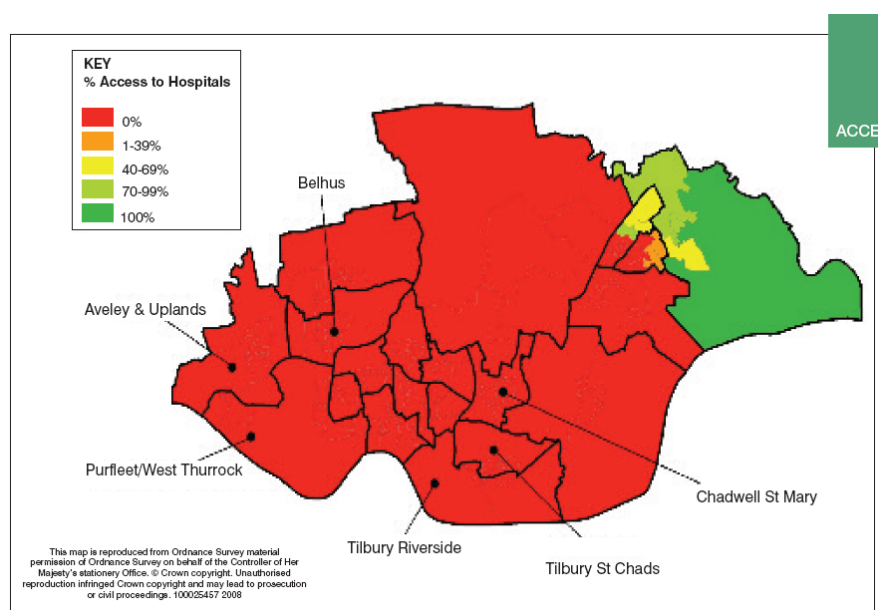 ACCE
KEY
% Access to Hospitals
0%
1-39%
40-69%
70-99%
100%
Belhus
Aveley & Uplands
Purfleet/West Thurrock
Chadwell St Mary
Tilbury Riverside
Tilbury St Chads
This map is reproduced from Ordnance Survey material
permission of Ordnance Survey on behalf of the Controller of Her
Majesty's stationery Office. © Crown copyright. Unauthorised
reproduction infringed Crown copyright and may lead to prosecution
or civil proceedings. 100025457 2008